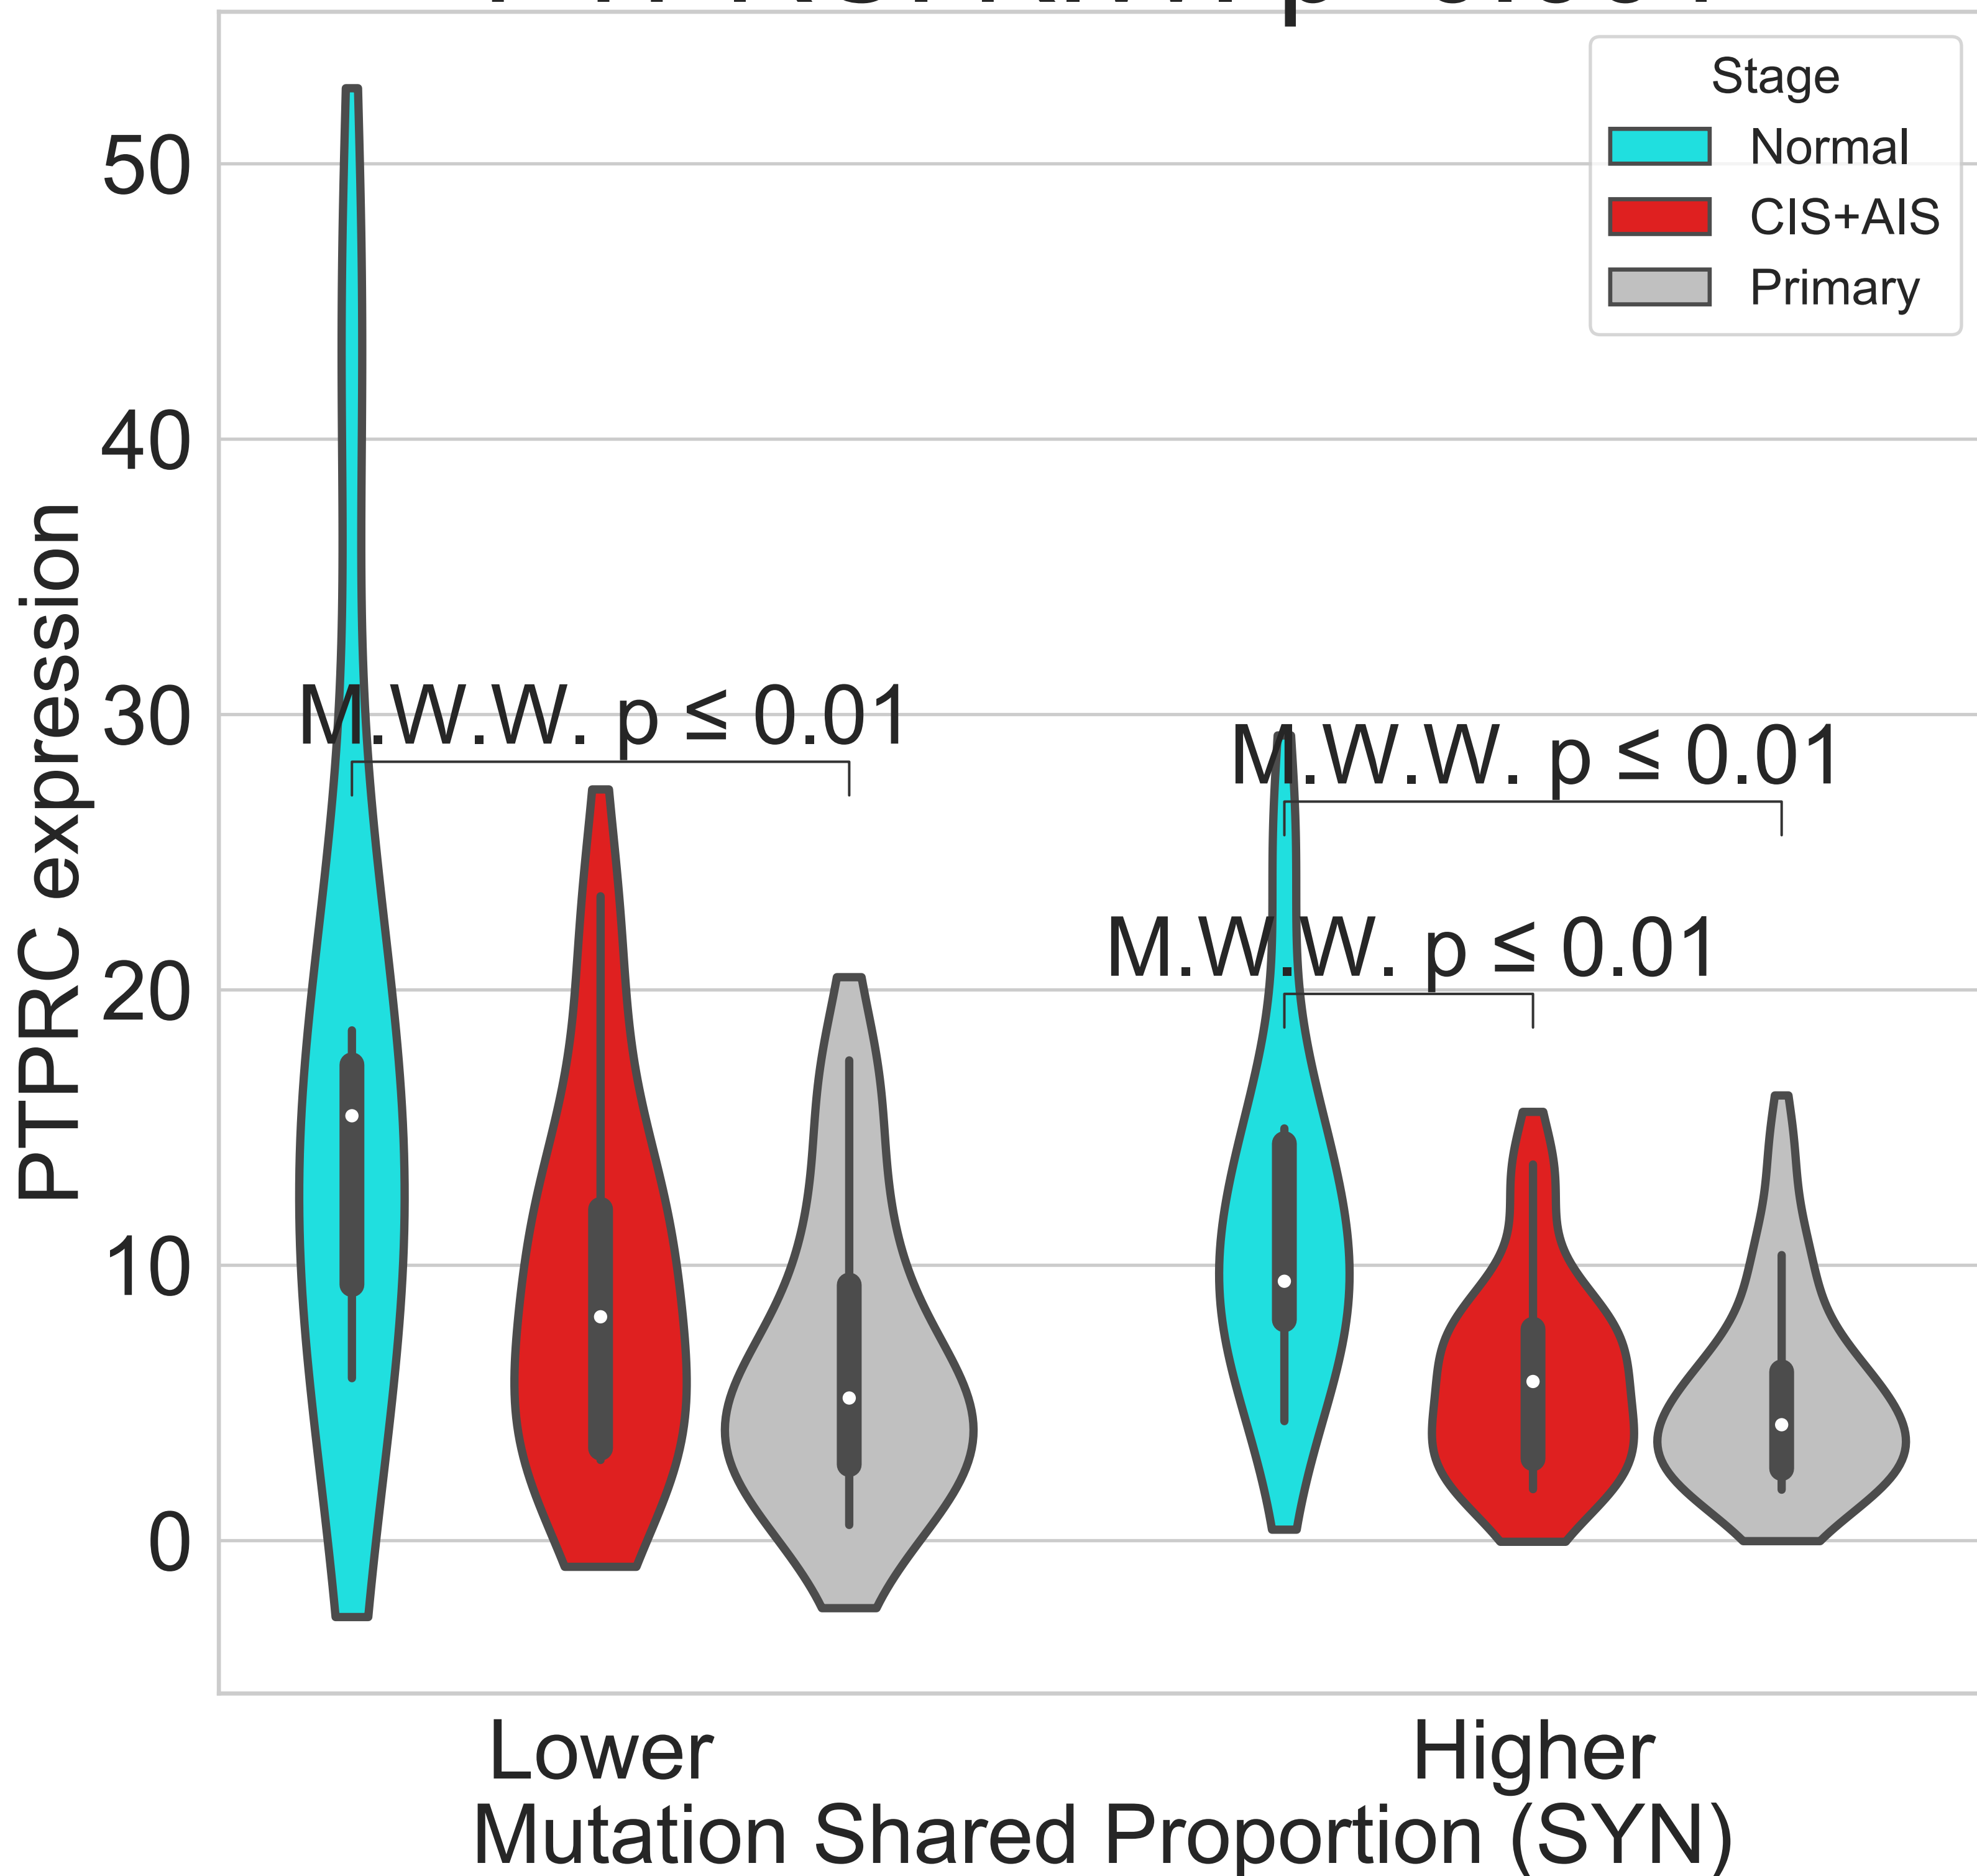 Stage
Normal
CIS+AIS
Primary
50
40
30
20
10
0
PTPRC expression
M.W.W. p ≤ 0.01
M.W.W. p ≤ 0.01
M.W.W. p ≤ 0.01
Lower
Higher
Mutation Shared Proportion (SYN)